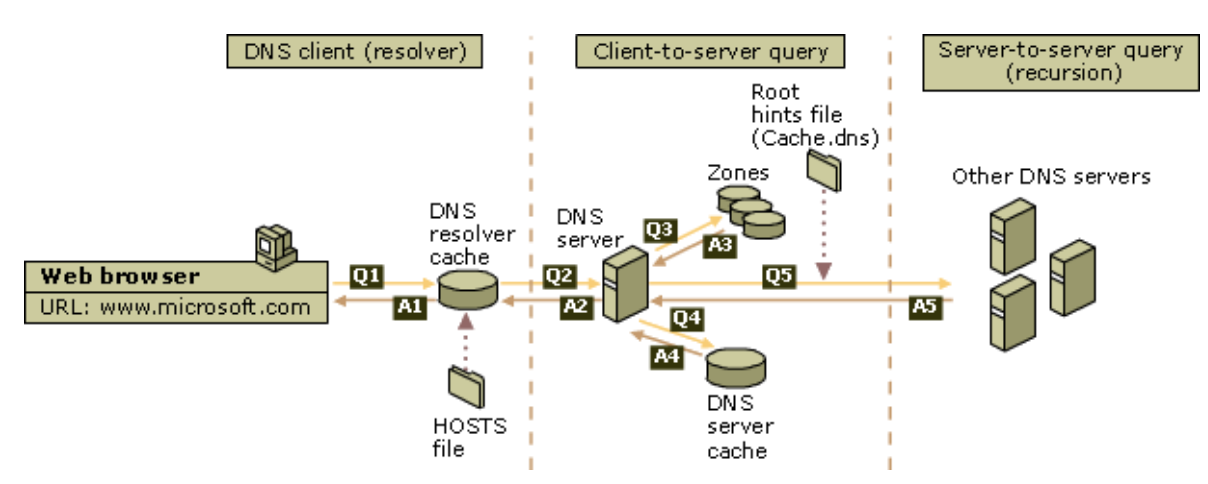 DNS client (resolver)
Client-to-server query
Server-to-server query
(recursion)
Root
hints file
(Cache.dns)
Zones
Other DNS servers
DNS
resolver
cache
DNS
server
Q3
A3
Web browser
URL: www.microsoft.com
Q1
A1
Q2
A2
Q5
A5
Q4
A4
HOSTS
file
DNS
server
cache